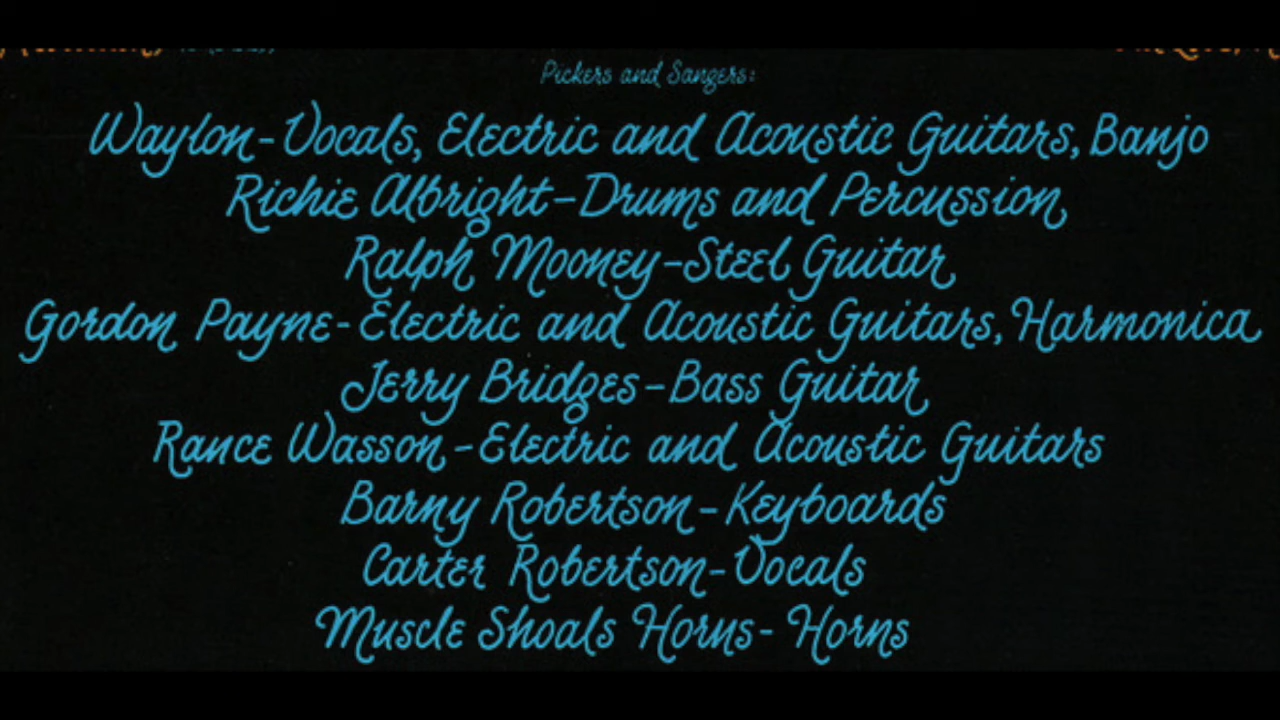 Pickers and Sangers:
Waylon-Vocals, Electric and Acoustic Guitars, Banjo
Richie Albright-Drums and Percussion
Ralph Mooney-Steel Guitar
Gordon Payne-Electric and Acoustic Guitars, Harmonica
Jerry Bridges-Bass Guitar
Rance Wasson-Electric and Acoustic Guitars
Barny Robertson-Keyboards
Carter Robertson-Vocals
Muscle Shoals Horns-Horns